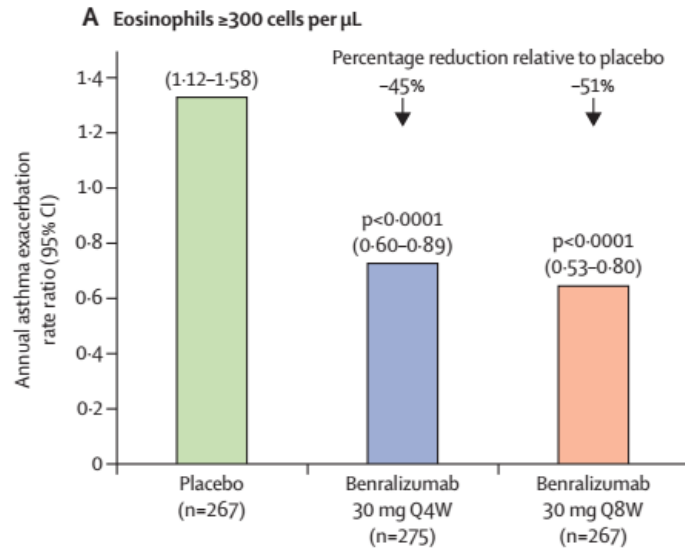 A Eosinophils ≥300 cells per μL
Percentage reduction relative to placebo
–45%
–51%
(1·12–1·58)
p<0·0001
(0·60–0·89)
p<0·0001
(0·53–0·80)
Annual asthma exacerbation
rate ratio (95% CI)
1·4
1·2
1·0
0·8
0·6
0·4
0·2
0
Placebo
(n=267)
Benralizumab
30 mg Q4W
(n=275)
Benralizumab
30 mg Q8W
(n=267)